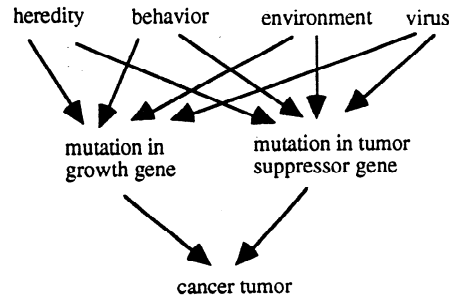 heredity behavior environment virus
mutation in
growth gene
mutation in tumor
suppressor gene
cancer tumor